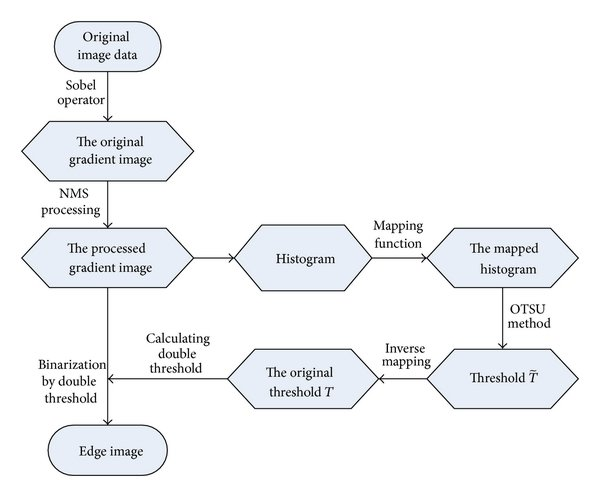 Original
image data
Sobel
operator
The original
gradient image
NMS
processing
The processed
gradient image
Histogram
Mapping
function
The mapped
histogram
OTSU
method
Threshold T̃
Inverse
mapping
The original
threshold T
Calculating
double
threshold
Binarization
by double
threshold
Edge image